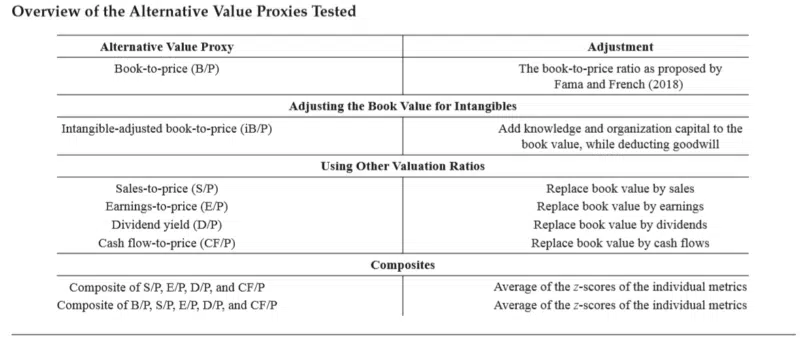 Overview of the Alternative Value Proxies Tested
Alternative Value Proxy Adjustment
Book-to-price (B/P) The book-to-price ratio as proposed by
Fama and French (2018)
Adjusting the Book Value for Intangibles
Intangible-adjusted book-to-price (iB/P) Add knowledge and organization capital to the
book value, while deducting goodwill
Using Other Valuation Ratios
Sales-to-price (S/P) Replace book value by sales
Earnings-to-price (E/P) Replace book value by earnings
Dividend yield (D/P) Replace book value by dividends
Cash flow-to-price (CF/P) Replace book value by cash flows
Composites
Composite of S/P, E/P, D/P, and CF/P Average of the z-scores of the individual metrics
Composite of B/P, S/P, E/P, D/P, and CF/P Average of the z-scores of the individual metrics